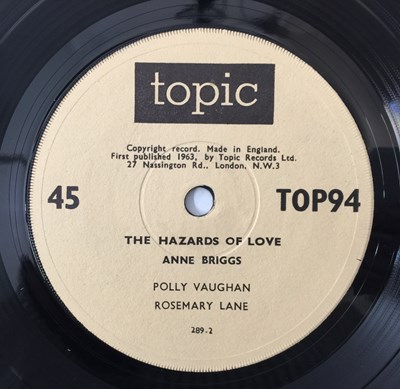 topic
Copyright record. Made in England.
First published 1963, by Topic Records Ltd.
27 Nassington Rd., London. N.W.3
45 TOP94
THE HAZARDS OF LOVE
ANNE BRIGGS
POLLY VAUGHAN
ROSEMARY LANE
289-2